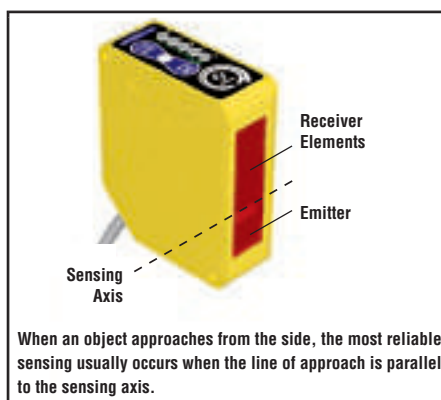 Receiver
Elements
Emitter
Sensing
Axis
When an object approaches from the side, the most reliable
sensing usually occurs when the line of approach is parallel
to the sensing axis.